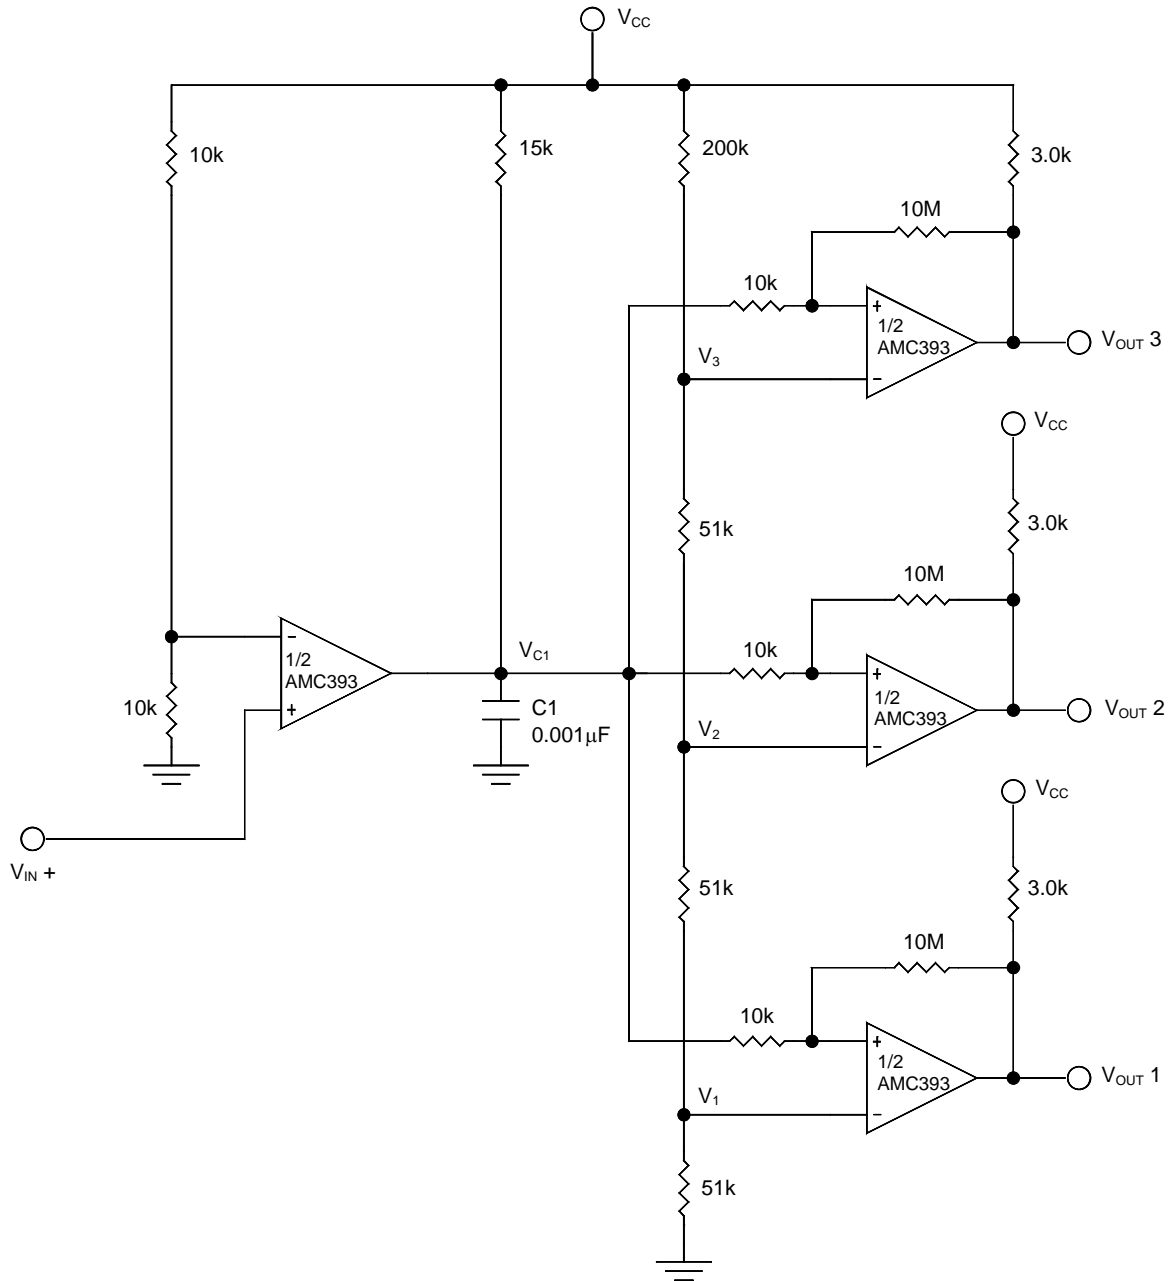 VCC
10k
15k
200k
3.0k
10M
10k
+
1/2
AMC393
VOUT 3
V3
−
VCC
51k
3.0k
10M
−
1/2
AMC393
+
VC1
10k
+
1/2
AMC393
10k
C1
0.001μF
V2
−
VOUT 2
VCC
VIN +
51k
3.0k
10M
10k
+
1/2
AMC393
VOUT 1
V1
−
51k